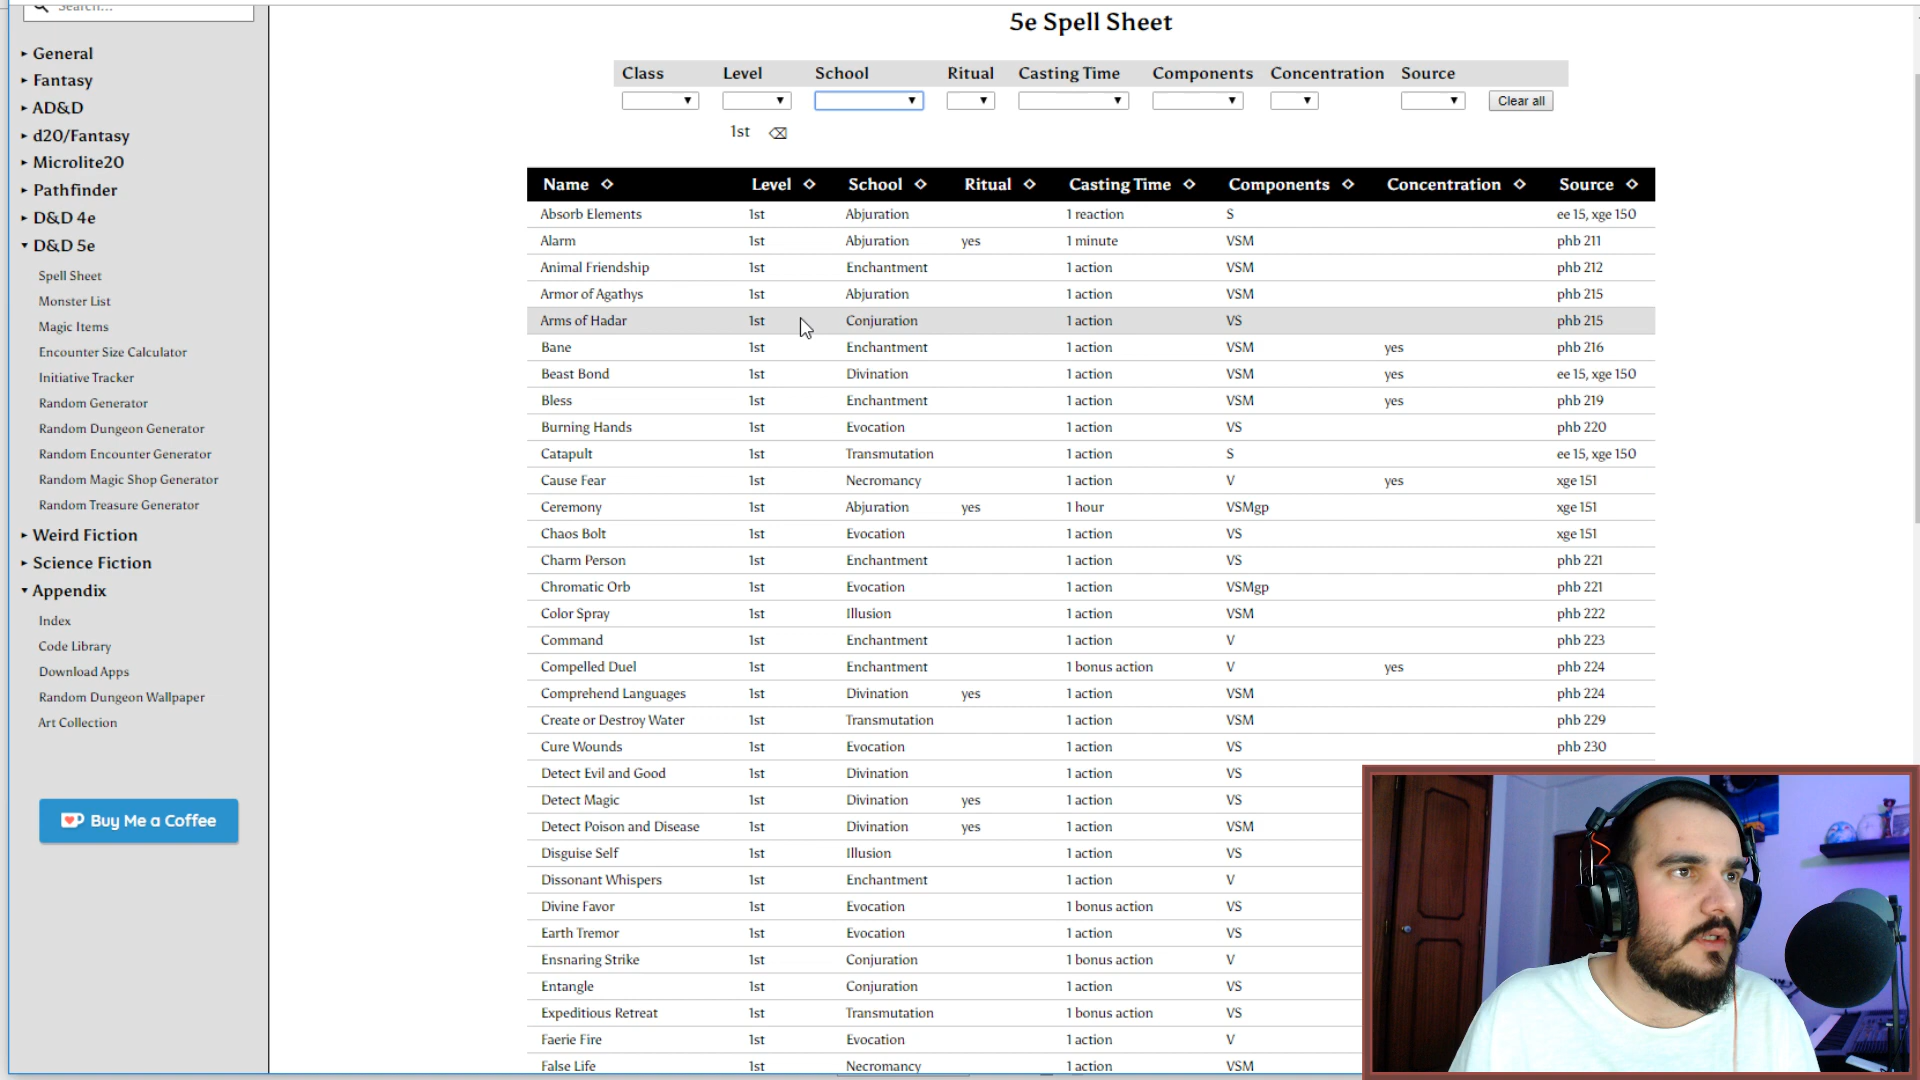 Search...
5e Spell Sheet
General
Fantasy
AD&D
d20/Fantasy
Microlite20
Pathfinder
D&D 4e
D&D 5e
Spell Sheet
Monster List
Magic Items
Encounter Size Calculator
Initiative Tracker
Random Generator
Random Dungeon Generator
Random Encounter Generator
Random Magic Shop Generator
Random Treasure Generator
Weird Fiction
Science Fiction
Appendix
Index
Code Library
Download Apps
Random Dungeon Wallpaper
Art Collection
Buy Me a Coffee
Class Level School Ritual Casting Time Components Concentration Source
Clear all
1st
Name Level School Ritual Casting Time Components Concentration Source
Absorb Elements 1st Abjuration 1 reaction S ee 15, xge 150
Alarm 1st Abjuration yes 1 minute VSM phb 211
Animal Friendship 1st Enchantment 1 action VSM phb 212
Armor of Agathys 1st Abjuration 1 action VSM phb 215
Arms of Hadar 1st Conjuration 1 action VS phb 215
Bane 1st Enchantment 1 action VSM yes phb 216
Beast Bond 1st Divination 1 action VSM yes ee 15, xge 150
Bless 1st Enchantment 1 action VSM yes phb 219
Burning Hands 1st Evocation 1 action VS phb 220
Catapult 1st Transmutation 1 action S ee 15, xge 150
Cause Fear 1st Necromancy 1 action V yes xge 151
Ceremony 1st Abjuration yes 1 hour VSMgp xge 151
Chaos Bolt 1st Evocation 1 action VS xge 151
Charm Person 1st Enchantment 1 action VS phb 221
Chromatic Orb 1st Evocation 1 action VSMgp phb 221
Color Spray 1st Illusion 1 action VSM phb 222
Command 1st Enchantment 1 action V phb 223
Compelled Duel 1st Enchantment 1 bonus action V yes phb 224
Comprehend Languages 1st Divination yes 1 action VSM phb 224
Create or Destroy Water 1st Transmutation 1 action VSM phb 229
Cure Wounds 1st Evocation 1 action VS phb 230
Detect Evil and Good 1st Divination 1 action VS
Detect Magic 1st Divination yes 1 action VS
Detect Poison and Disease 1st Divination yes 1 action VSM
Disguise Self 1st Illusion 1 action VS
Dissonant Whispers 1st Enchantment 1 action V
Divine Favor 1st Evocation 1 bonus action VS
Earth Tremor 1st Evocation 1 action VS
Ensnaring Strike 1st Conjuration 1 bonus action V
Entangle 1st Conjuration 1 action VS
Expeditious Retreat 1st Transmutation 1 bonus action VS
Faerie Fire 1st Evocation 1 action V
False Life 1st Necromancy 1 action VSM